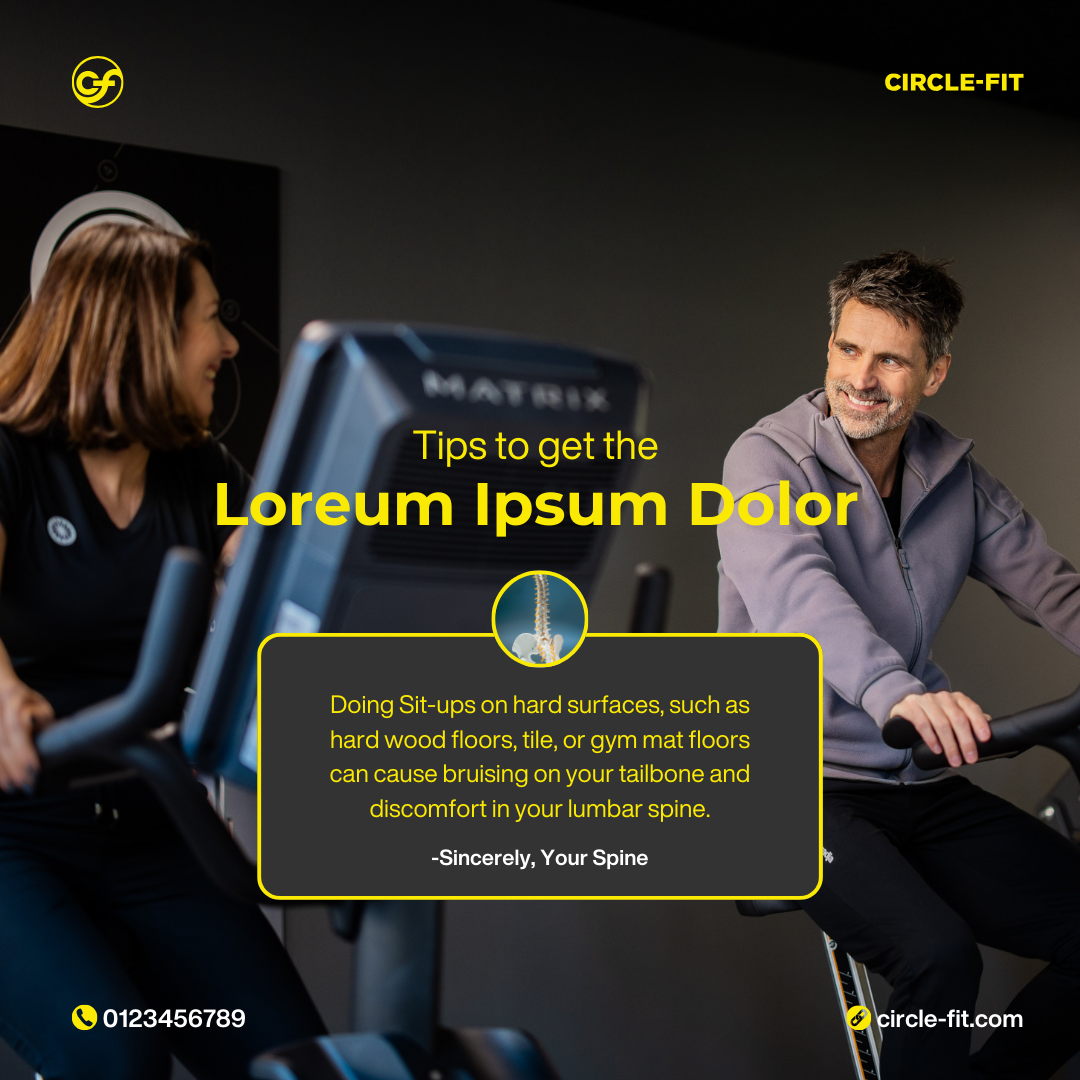 CF
CIRCLE-FIT
MATRIX
Tips to get the
Loreum Ipsum Dolor
Doing Sit-ups on hard surfaces, such as
hard wood floors, tile, or gym mat floors
can cause bruising on your tailbone and
discomfort in your lumbar spine.
-Sincerely, Your Spine
0123456789
circle-fit.com